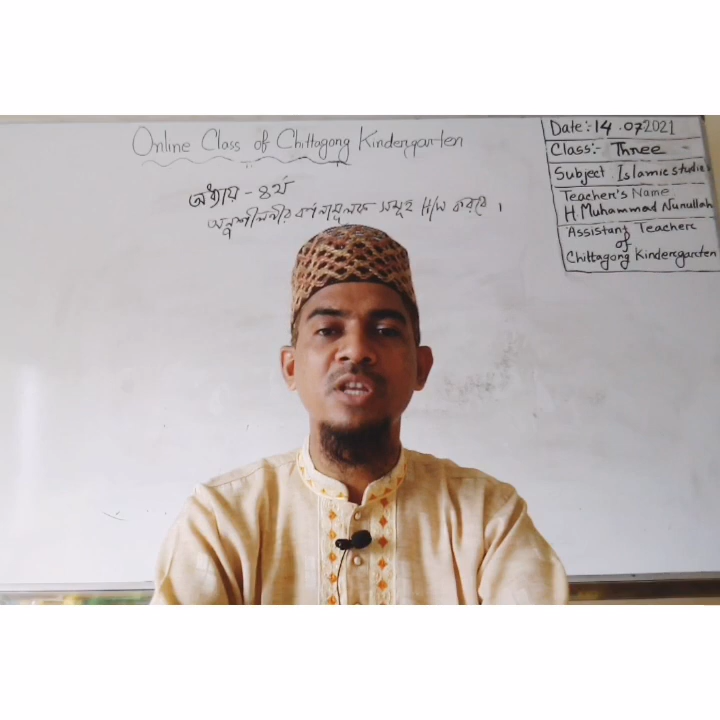 Online Class of Chittagong Kindergarten
অধ্যায় - ৪র্থ
অনুশীলনীর বর্ণনামূলক সমূহ H/W করবে ।
Date:- 14.07.2021
Class:- Three
Subject Islamic studies
Teacher's Name
H.Muhammad Nurullah
Assistant Teacher
of
Chittagong Kindergarten